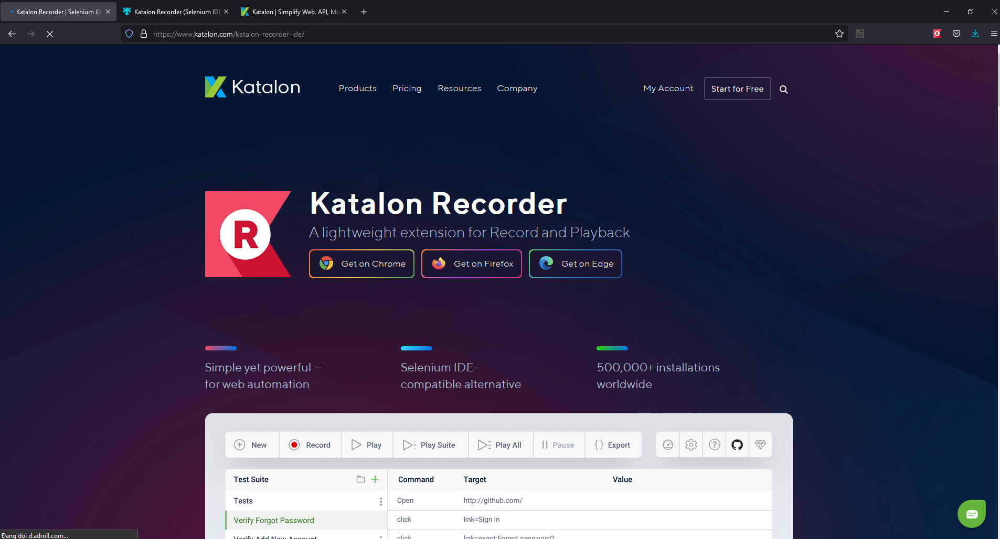 Katalon Recorder | Selenium ID
Katalon Recorder (Selenium IDE
Katalon | Simplify Web, API, Mo
https://www.katalon.com/katalon-recorder-ide/
Se
R
Katalon
Products
Pricing
Resources
Company
My Account
Start for Free
R
Katalon Recorder
A lightweight extension for Record and Playback
Get on Chrome
Get on Firefox
Get on Edge
Simple yet powerful —
for web automation
Selenium IDE-
compatible alternative
500,000+ installations
worldwide
New
Record
Play
Play Suite
Play All
Pause
{ } Export
?
Test Suite
Command
Target
Value
Tests
Open
http://github.com/
Verify Forgot Password
click
link=Sign in
Verify Add New Account
click
link=exact:Forgot password?
Đang đợi d.adroll.com...